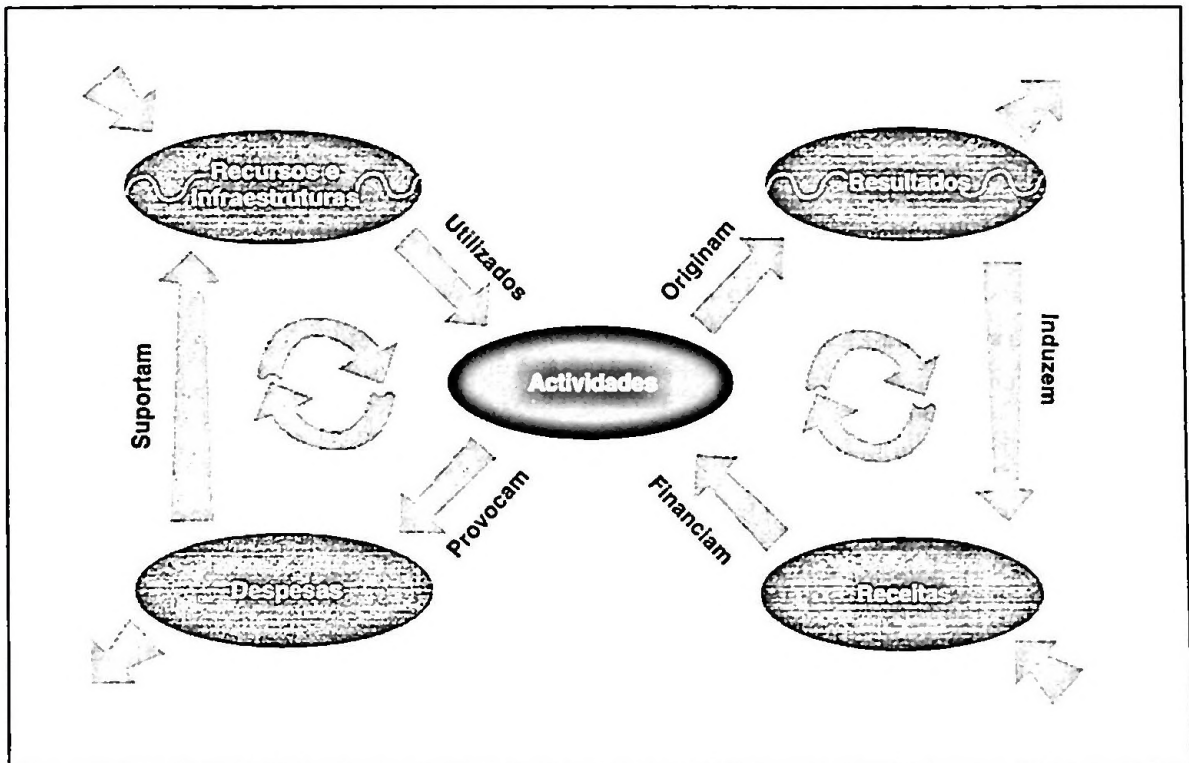 Recursos e
Infraestruturas
Resultados
Utilizados
Originam
Suportam
Actividades
Induzem
Provocam
Financiam
Despesas
Receitas